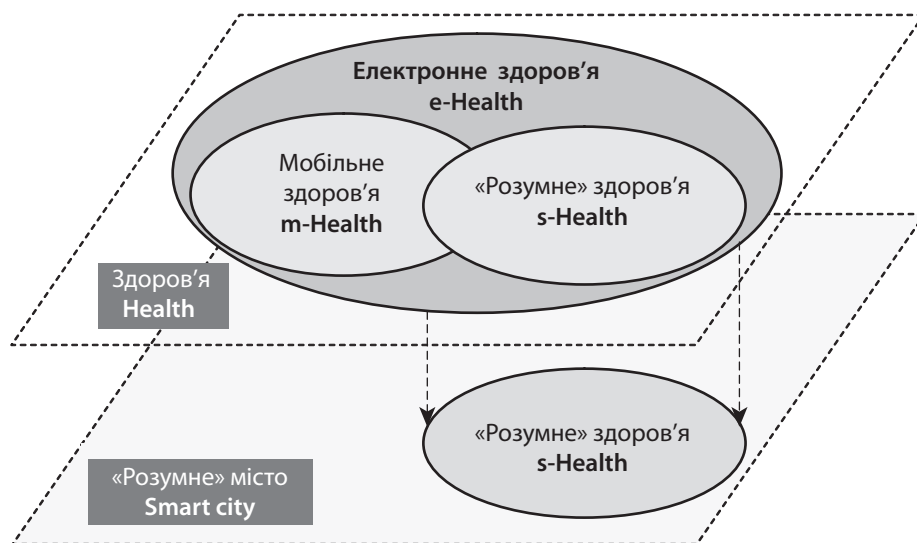 Електронне здоров’я
e-Health
Мобільне
здоров’я
m-Health
«Розумне» здоров’я
s-Health
Здоров’я
Health
«Розумне» здоров’я
s-Health
«Розумне» місто
Smart city